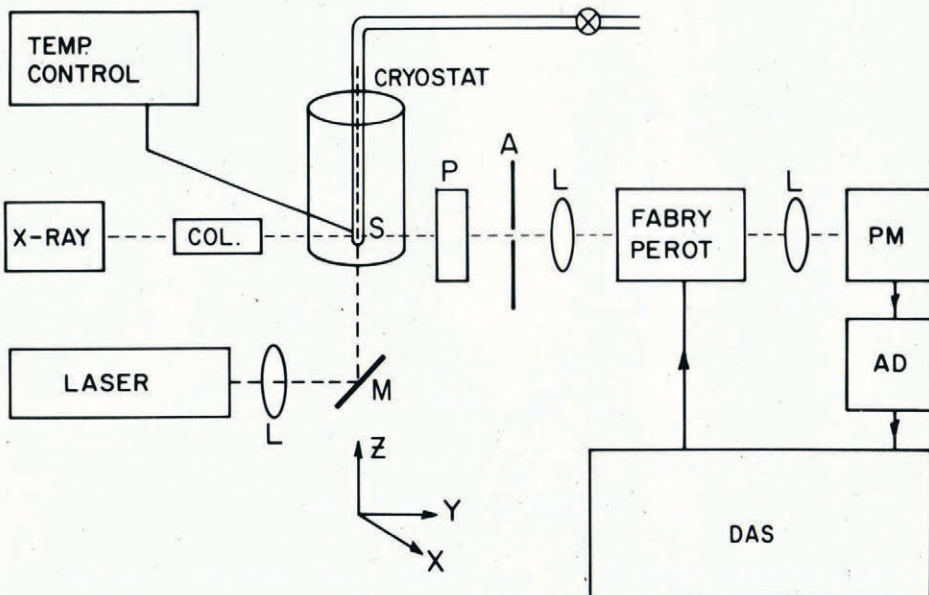 TEMP.
CONTROL
CRYOSTAT
X-RAY
COL.
S
P
A
L
FABRY
PEROT
L
PM
LASER
L
M
AD
Z
Y
X
DAS